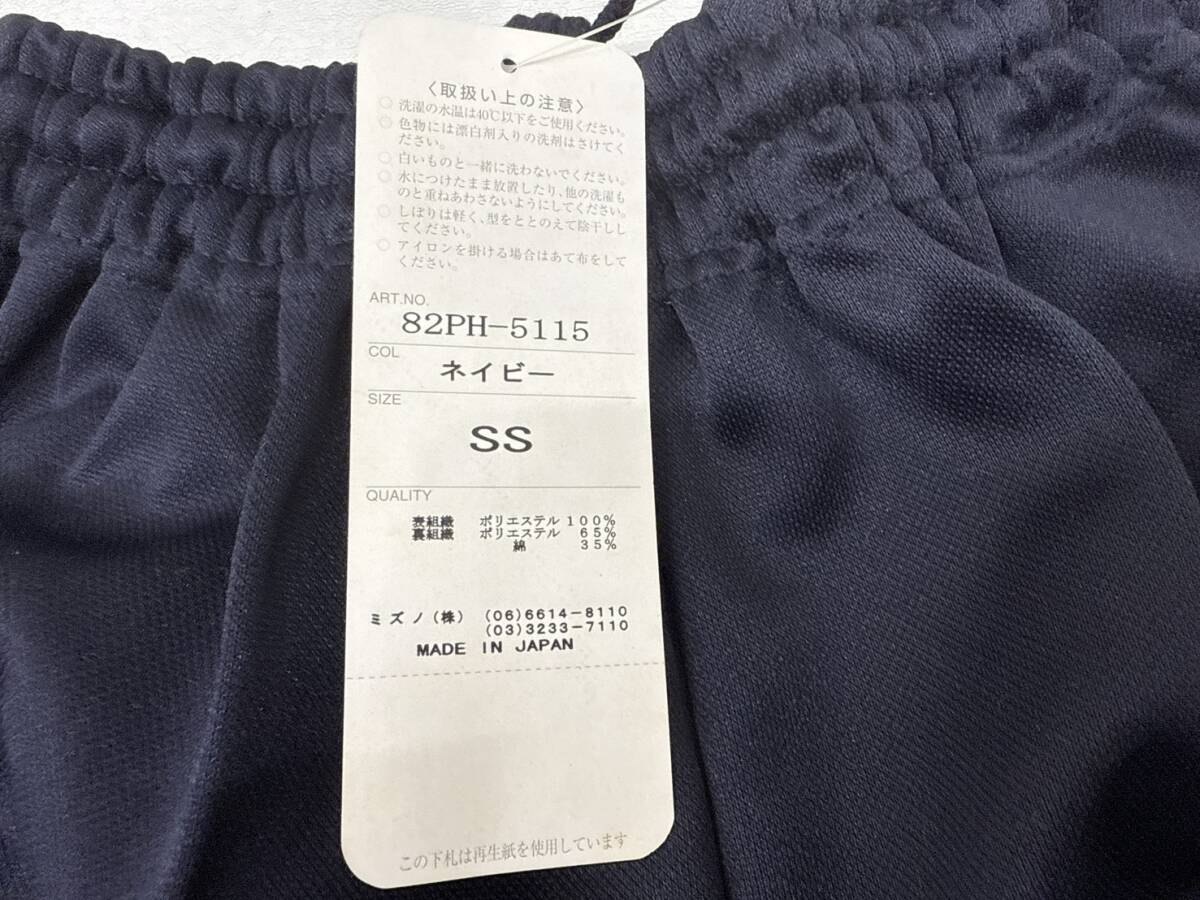 〈取扱い上の注意〉
○ 洗濯の水温は40℃以下をご使用ください。
○ 色物には漂白剤入りの洗剤はさけてく
ださい。
○ 白いものと一緒に洗わないでください。
○ 水につけたまま放置したり、他の洗濯も
のと重ねあわさないようにしてください。
○ しぼりは軽く、型をととのえて陰干しし
てください。
○ アイロンを掛ける場合はあて布をして
ください。
ART.NO.
82PH-5115
COL
ネイビー
SIZE
SS
QUALITY
表組織 ポリエステル 100%
裏組織 ポリエステル 65%
綿 35%
ミズノ(株) (06)6614-8110
(03)3233-7110
MADE IN JAPAN
この下札は再生紙を使用しています